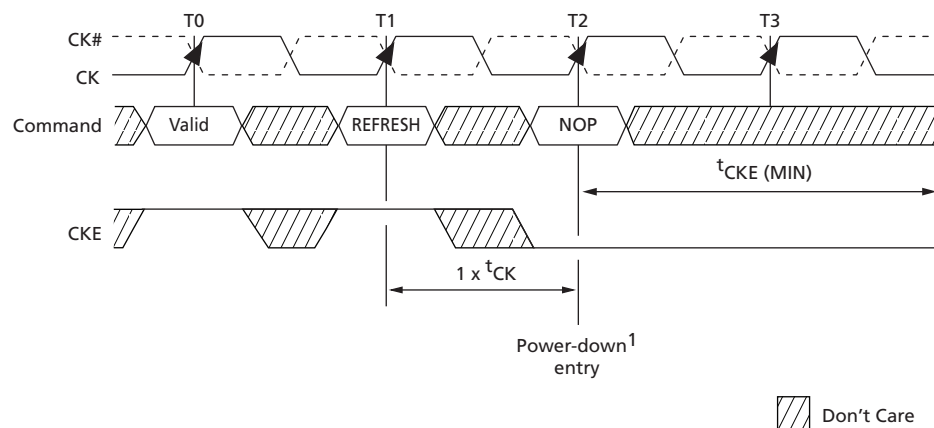 T0 T1 T2 T3
CK#
CK
Command Valid REFRESH NOP
tCKE (MIN)
CKE
1 x tCK
Power-down1
entry
Don't Care